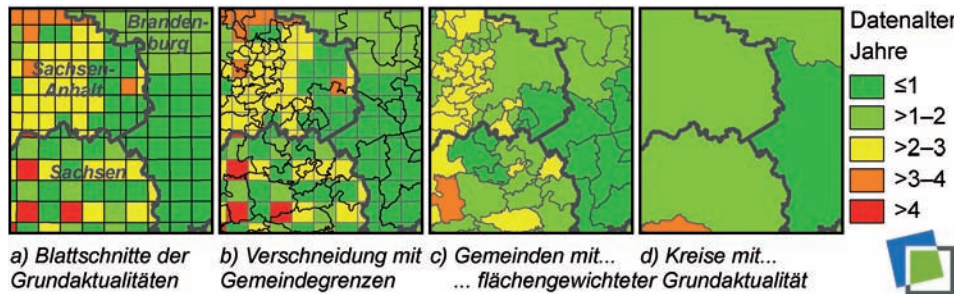 Branden-
burg
Sachsen-
Anhalt
Sachsen
Datenalter
Jahre
≤1
>1–2
>2–3
>3–4
>4
a) Blattschnitte der
Grundaktualitäten
b) Verschneidung mit
Gemeindegrenzen
c) Gemeinden mit...
d) Kreise mit...
... flächengewichteter Grundaktualität